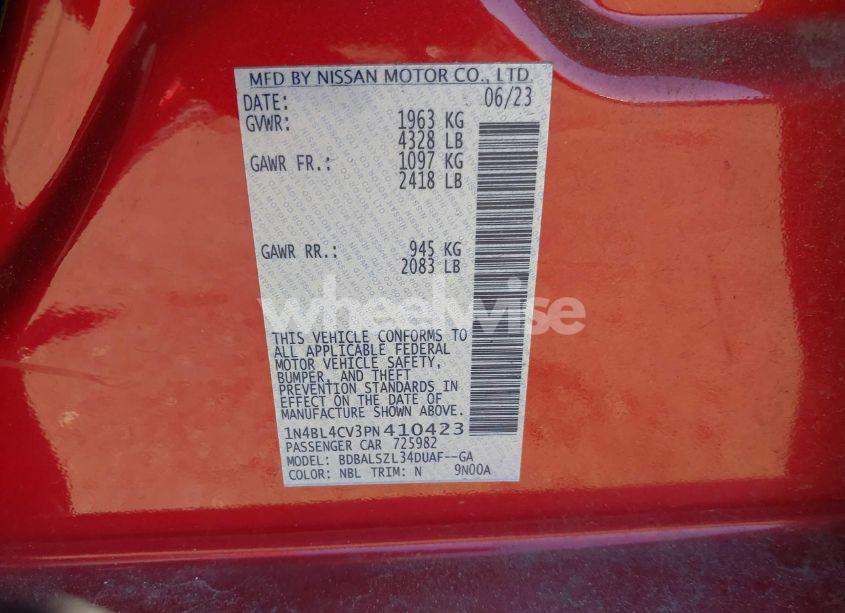 MFD BY NISSAN MOTOR CO., LTD.
DATE: 06/23
GVWR: 1963 KG
4328 LB
GAWR FR.: 1097 KG
2418 LB
GAWR RR.: 945 KG
2083 LB
wheelwise
THIS VEHICLE CONFORMS TO
ALL APPLICABLE FEDERAL
MOTOR VEHICLE SAFETY,
BUMPER, AND THEFT
PREVENTION STANDARDS IN
EFFECT ON THE DATE OF
MANUFACTURE SHOWN ABOVE.
1N4BL4CV3PN410423
PASSENGER CAR 725982
MODEL: BDBALSZL34DUAF--GA
COLOR: NBL TRIM: N 9N00A